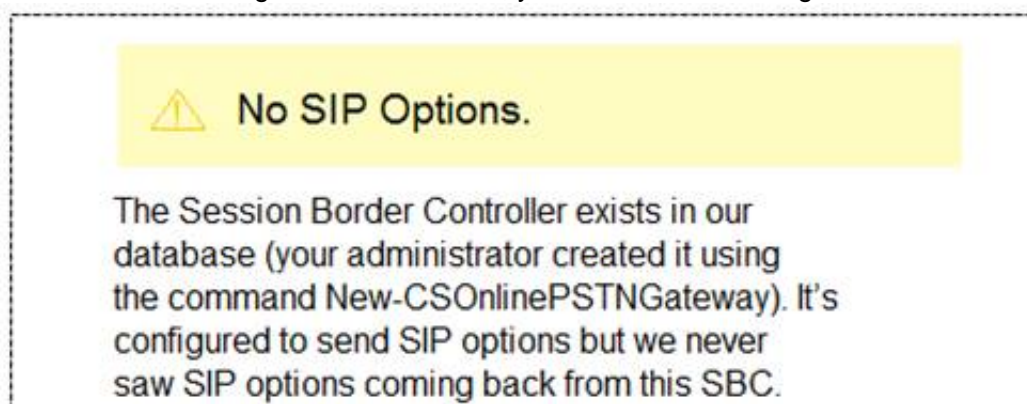 No SIP Options.
The Session Border Controller exists in our
database (your administrator created it using
the command New-CSOnlinePSTNGateway). It's
configured to send SIP options but we never
saw SIP options coming back from this SBC.